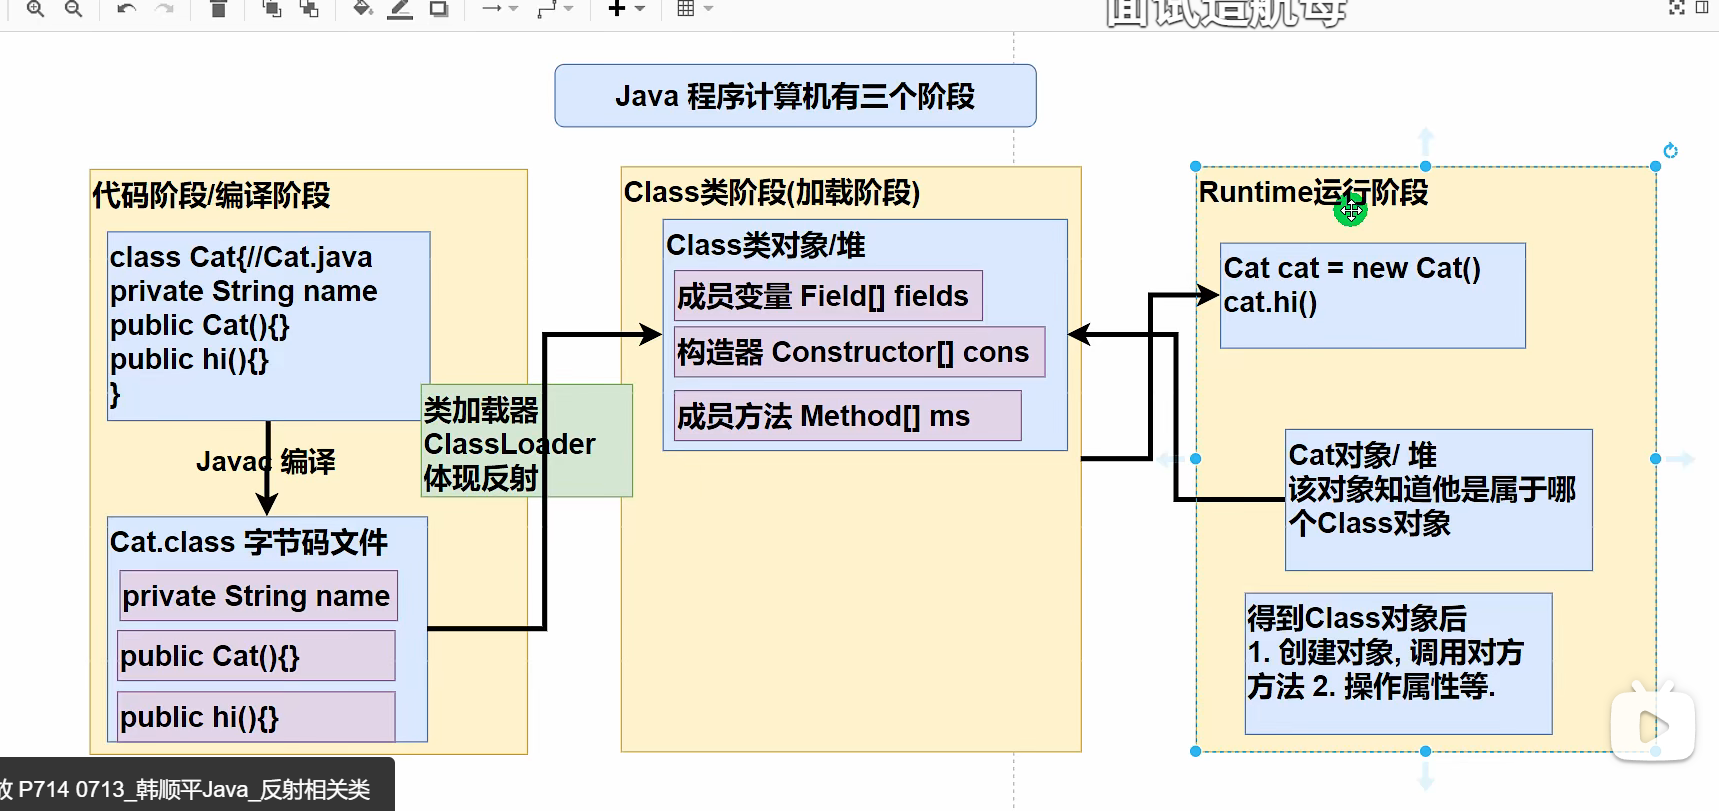 面试造航母
Java 程序计算机有三个阶段
代码阶段/编译阶段
class Cat{//Cat.java
private String name
public Cat(){}
public hi(){}
}
Javac 编译
Cat.class 字节码文件
private String name
public Cat(){}
public hi(){}
类加载器
ClassLoader
体现反射
Class类阶段(加载阶段)
Class类对象/堆
成员变量 Field[] fields
构造器 Constructor[] cons
成员方法 Method[] ms
Runtime运行阶段
Cat cat = new Cat()
cat.hi()
Cat对象/ 堆
该对象知道他是属于哪
个Class对象
得到Class对象后
1. 创建对象, 调用对方
方法 2. 操作属性等.
放 P714 0713_韩顺平Java_反射相关类